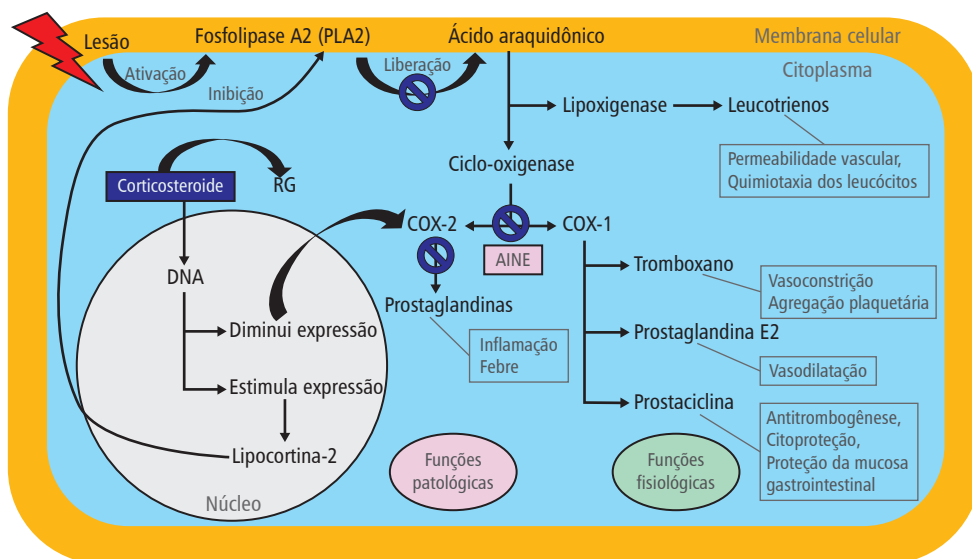 Lesão
Fosfolipase A2 (PLA2)
Ácido araquidônico
Membrana celular
Ativação
Liberação
Citoplasma
Inibição
Lipoxigenase
Leucotrienos
Permeabilidade vascular,
Quimiotaxia dos leucócitos
Ciclo-oxigenase
Corticosteroide
RG
COX-2
COX-1
AINE
DNA
Tromboxano
Vasoconstrição
Agregação plaquetária
Prostaglandinas
Diminui expressão
Prostaglandina E2
Inflamação
Febre
Vasodilatação
Estimula expressão
Prostaciclina
Antitrombogênese,
Citoproteção,
Proteção da mucosa
gastrointestinal
Lipocortina-2
Funções
patológicas
Funções
fisiológicas
Núcleo